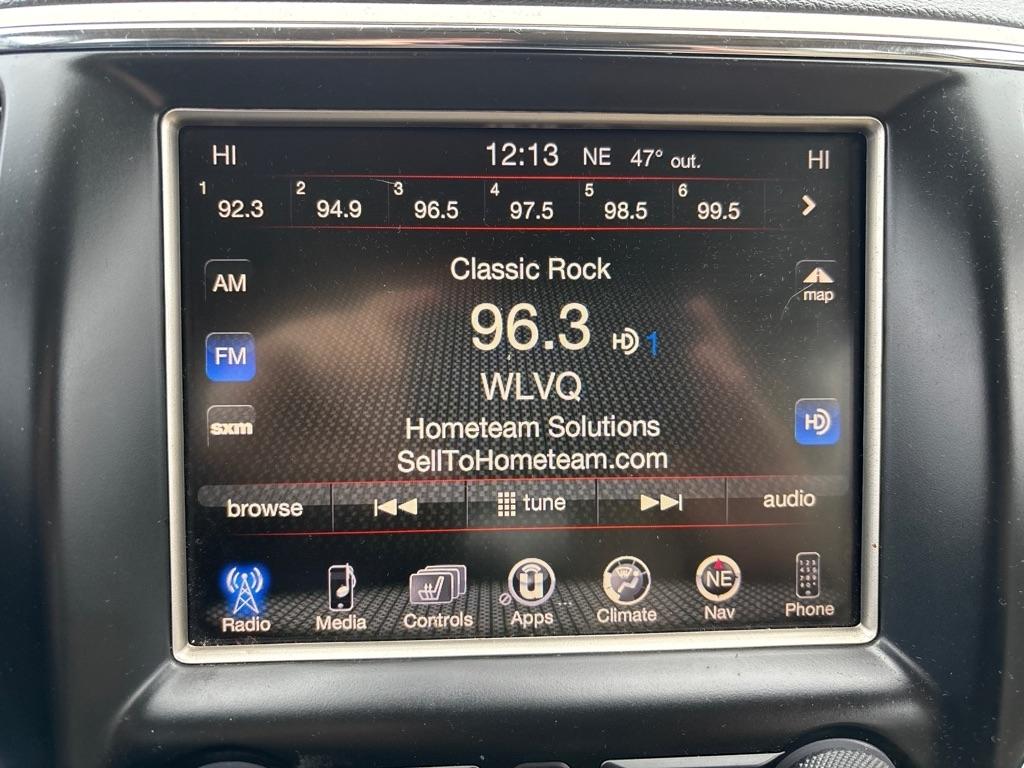 HI 12:13 NE 47° out. HI
1 92.3 2 94.9 3 96.5 4 97.5 5 98.5 6 99.5
Classic Rock
AM
map
96.3 HD 1
FM
WLVQ
HD
sxm
Hometeam Solutions
SellToHometeam.com
browse tune audio
NE
Radio Media Controls Apps Climate Nav Phone